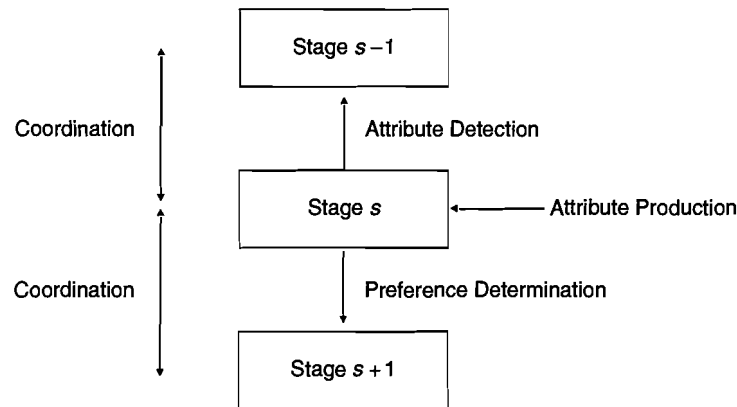 Stage s–1
Coordination
Attribute Detection
Stage s
Attribute Production
Coordination
Preference Determination
Stage s+1